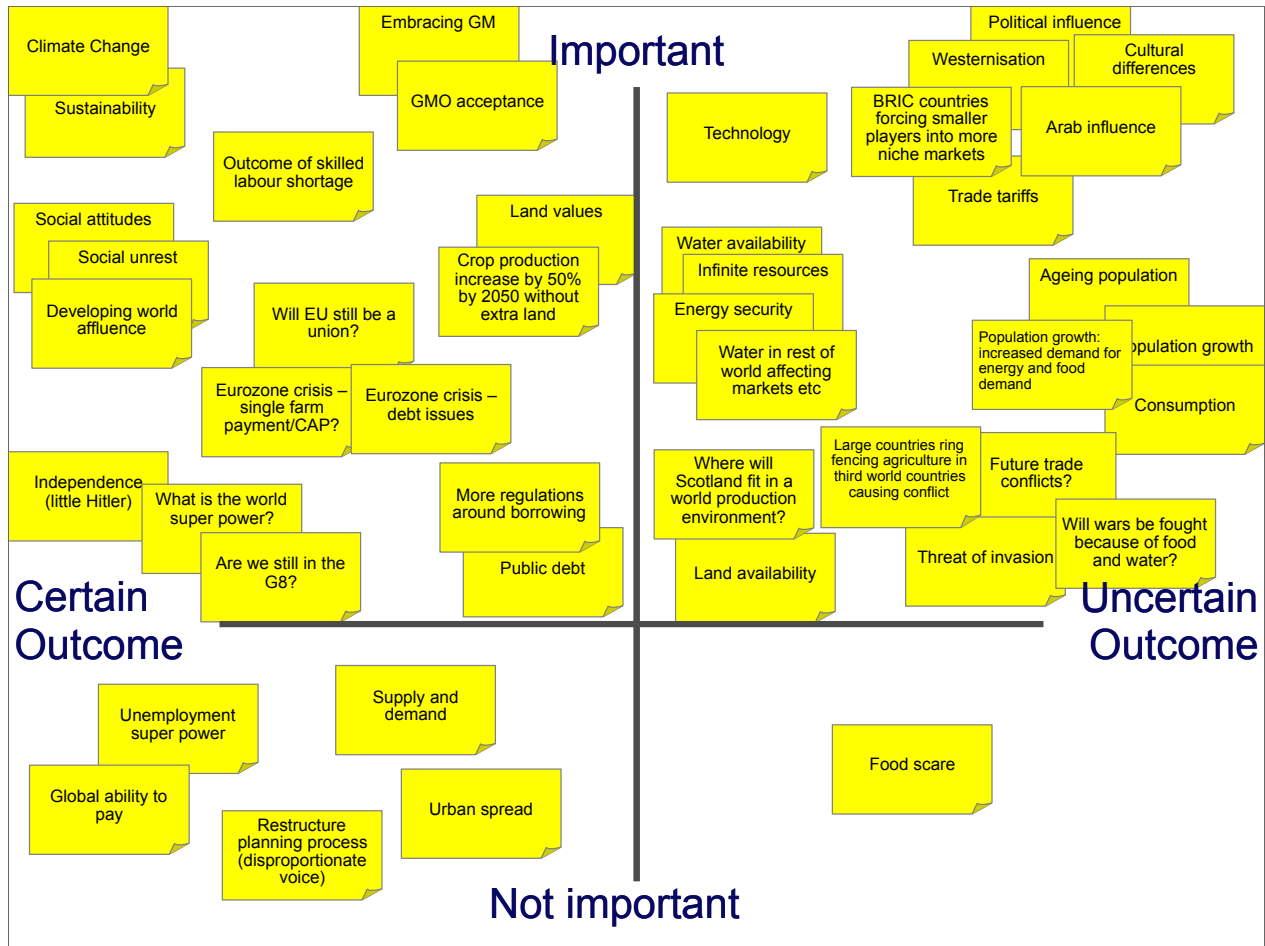 Climate Change
Sustainability
Embracing GM
GMO acceptance
Important
Political influence
Westernisation
Cultural
differences
BRIC countries
forcing smaller
players into more
niche markets
Arab influence
Trade tariffs
Technology
Outcome of skilled
labour shortage
Social attitudes
Social unrest
Developing world
affluence
Land values
Crop production
increase by 50%
by 2050 without
extra land
Will EU still be a
union?
Eurozone crisis –
single farm
payment/CAP?
Eurozone crisis –
debt issues
Water availability
Infinite resources
Energy security
Water in rest of
world affecting
markets etc
Ageing population
Population growth:
increased demand for
energy and food
demand
opulation growth
Consumption
Independence
(little Hitler)
What is the world
super power?
Are we still in the
G8?
More regulations
around borrowing
Public debt
Where will
Scotland fit in a
world production
environment?
Land availability
Large countries ring
fencing agriculture in
third world countries
causing conflict
Future trade
conflicts?
Threat of invasion
Will wars be fought
because of food
and water?
Certain
Outcome
Uncertain
Outcome
Unemployment
super power
Global ability to
pay
Supply and
demand
Urban spread
Restructure
planning process
(disproportionate
voice)
Food scare
Not important